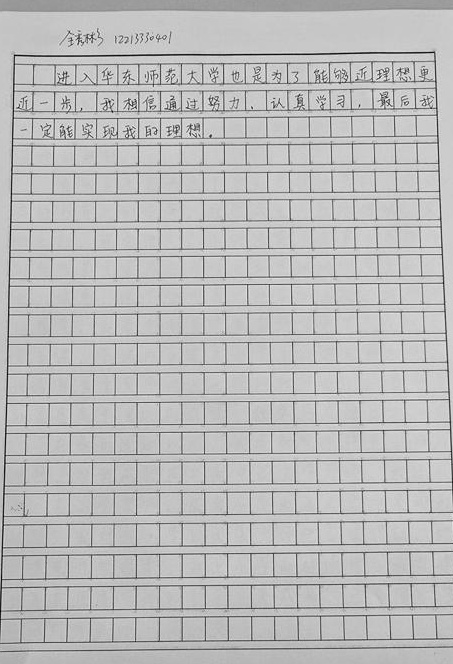 金秀彬 12213330401
进入华东师范大学也是为了能够近理想更
近一步，我相信通过努力、认真学习，最后我
一定能实现我的理想。